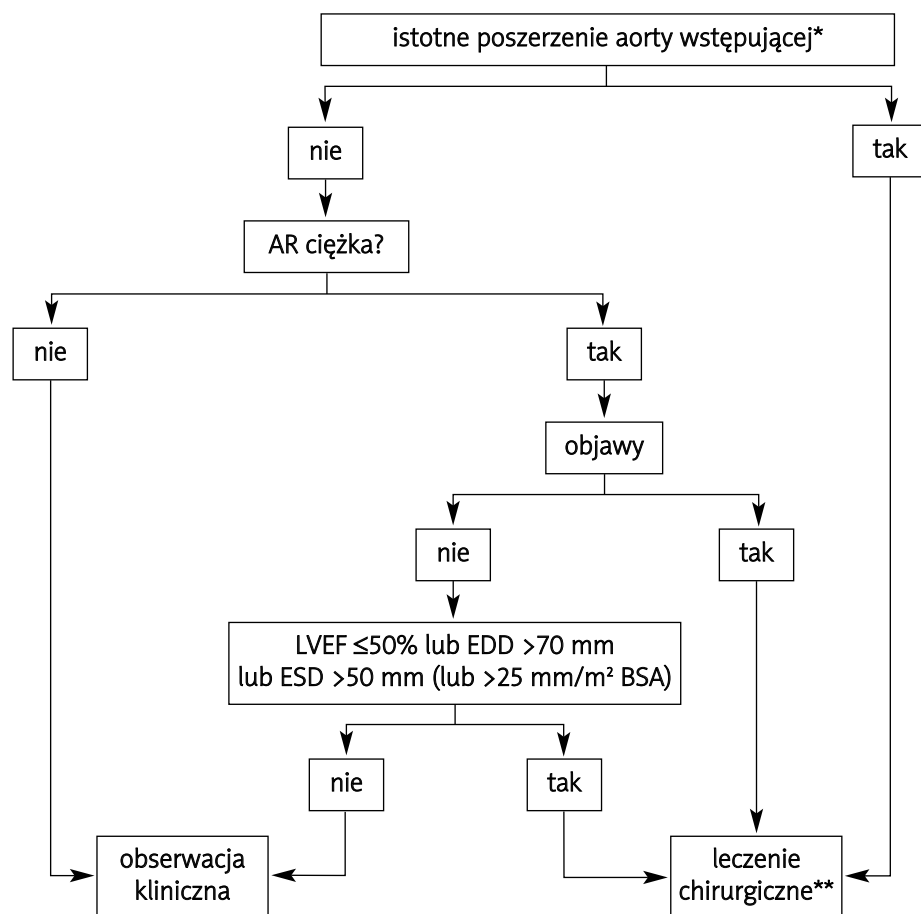 istotne poszerzenie aorty wstępującej*
nie
tak
AR ciężka?
nie
tak
objawy
nie
tak
LVEF ≤50% lub EDD >70 mm
lub ESD >50 mm (lub >25 mm/m² BSA)
nie
tak
obserwacja
kliniczna
leczenie
chirurgiczne**